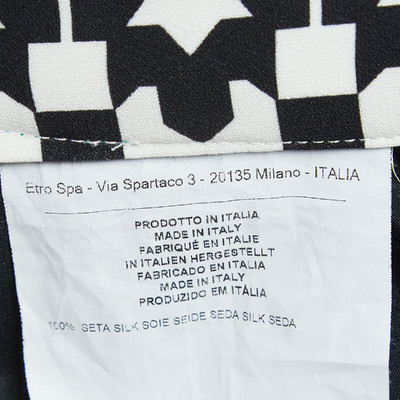 Etro Spa - Via Spartaco 3 - 20135 Milano - ITALIA
PRODOTTO IN ITALIA
MADE IN ITALY
FABRIQUÉ EN ITALIE
IN ITALIEN HERGESTELLT
FABRICADO EN ITALIA
MADE IN ITALY
PRODUZIDO EM ITÁLIA
100% SETA SILK SOIE SEIDE SEDA SILK SEDA